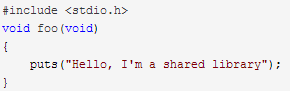 #include <stdio.h>
void foo(void)
{
    puts("Hello, I'm a shared library");
}